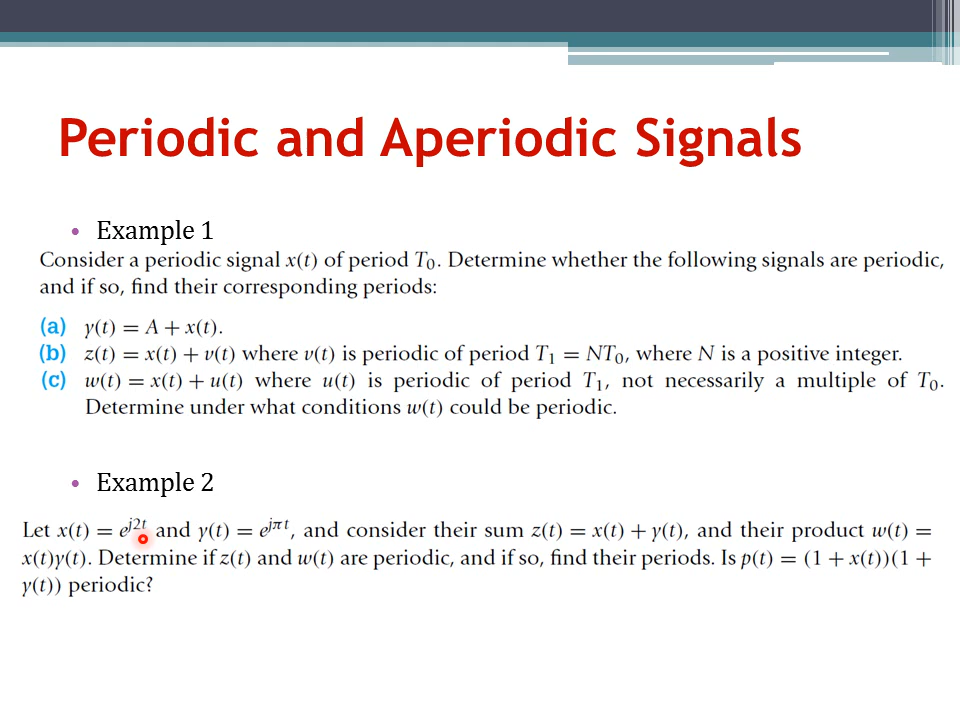 Periodic and Aperiodic Signals
• Example 1
Consider a periodic signal x(t) of period T₀. Determine whether the following signals are periodic,
and if so, find their corresponding periods:
(a) y(t) = A + x(t).
(b) z(t) = x(t) + v(t) where v(t) is periodic of period T₁ = NT₀, where N is a positive integer.
(c) w(t) = x(t) + u(t) where u(t) is periodic of period T₁, not necessarily a multiple of T₀.
Determine under what conditions w(t) could be periodic.
• Example 2
Let x(t) = e^{j2t} and y(t) = e^{jπt}, and consider their sum z(t) = x(t) + y(t), and their product w(t) =
x(t)y(t). Determine if z(t) and w(t) are periodic, and if so, find their periods. Is p(t) = (1 + x(t))(1 +
y(t)) periodic?